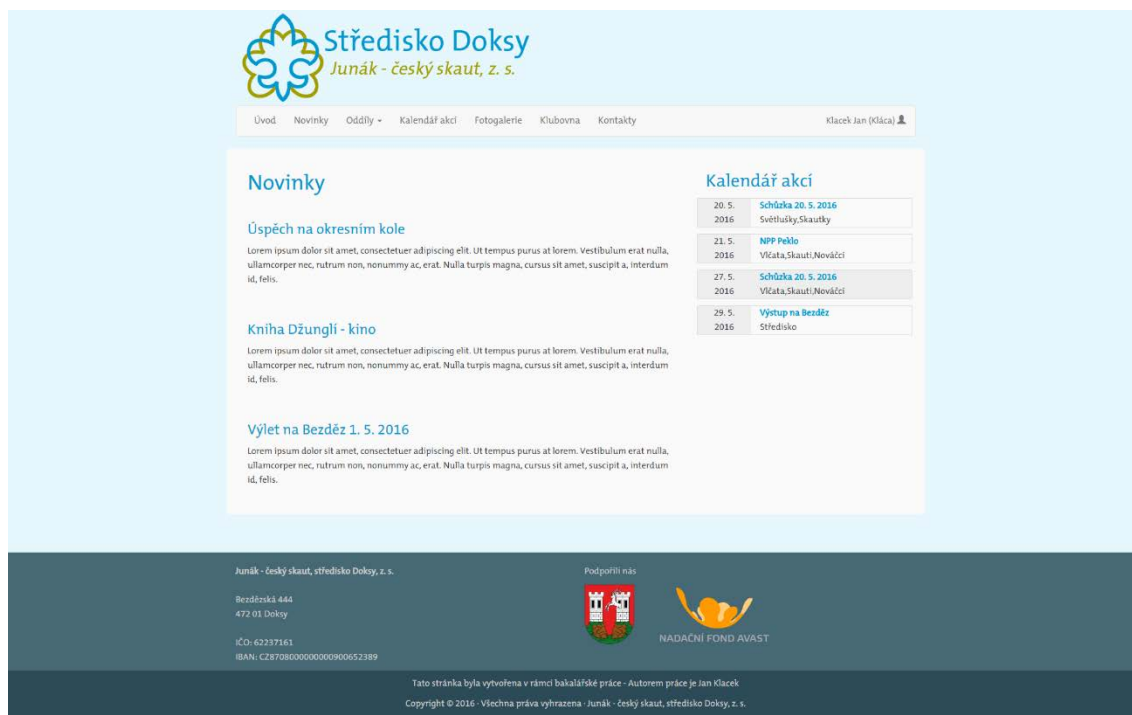 Středisko Doksy
Junák - český skaut, z. s.
Úvod Novinky Oddíly Kalendář akcí Fotogalerie Klubovna Kontakty Klacek Jan (Kláca)
Novinky
Úspěch na okresním kole
Lorem ipsum dolor sit amet, consectetuer adipiscing elit. Ut tempus purus at lorem. Vestibulum erat nulla,
ullamcorper nec, rutrum non, nonummy ac, erat. Nulla turpis magna, cursus sit amet, suscipit a, interdum
id, felis.
Kniha Džunglí - kino
Lorem ipsum dolor sit amet, consectetuer adipiscing elit. Ut tempus purus at lorem. Vestibulum erat nulla,
ullamcorper nec, rutrum non, nonummy ac, erat. Nulla turpis magna, cursus sit amet, suscipit a, interdum
id, felis.
Výlet na Bezděz 1. 5. 2016
Lorem ipsum dolor sit amet, consectetuer adipiscing elit. Ut tempus purus at lorem. Vestibulum erat nulla,
ullamcorper nec, rutrum non, nonummy ac, erat. Nulla turpis magna, cursus sit amet, suscipit a, interdum
id, felis.
Kalendář akcí
20. 5. Schůzka 20. 5. 2016
2016 Světlušky,Skautky
21. 5. NPP Peklo
2016 Vlčata,Skauti,Nováčci
27. 5. Schůzka 20. 5. 2016
2016 Vlčata,Skauti,Nováčci
29. 5. Výstup na Bezděz
2016 Středisko
Junák - český skaut, středisko Doksy, z. s.
Bezdězská 444
472 01 Doksy
IČO: 62237161
IBAN: CZ8708000000000900652389
Podpořili nás
NADAČNÍ FOND AVAST
Tato stránka byla vytvořena v rámci bakalářské práce - Autorem práce je Jan Klacek
Copyright © 2016 · Všechna práva vyhrazena · Junák - český skaut, středisko Doksy, z. s.